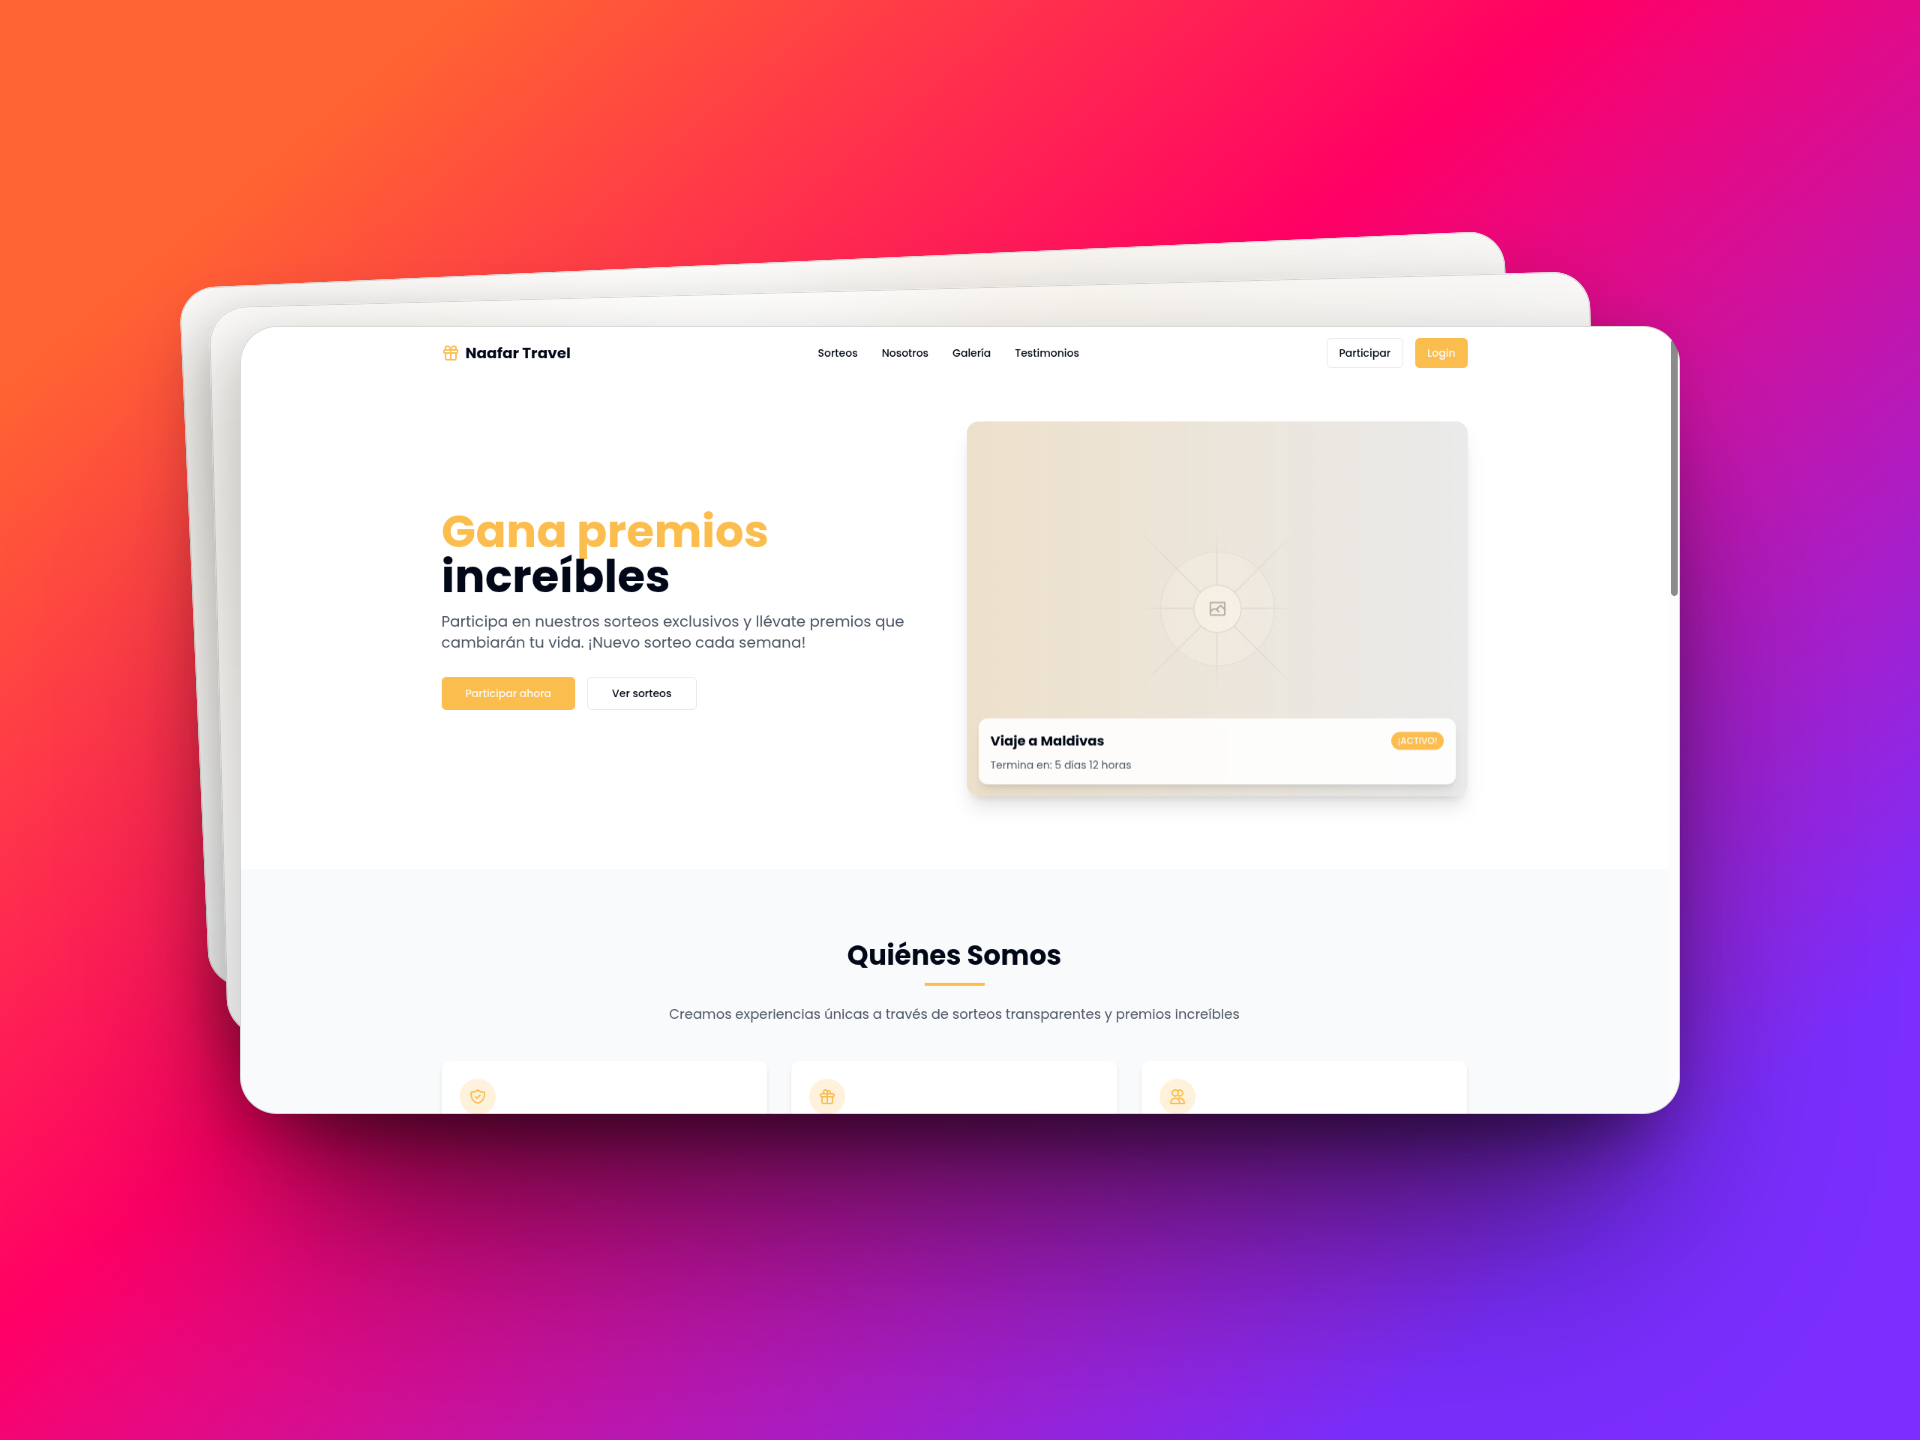 Naafar Travel
Sorteos Nosotros Galería Testimonios
Participar Login
Gana premios
increíbles
Participa en nuestros sorteos exclusivos y llévate premios que
cambiarán tu vida. ¡Nuevo sorteo cada semana!
Participar ahora Ver sorteos
Viaje a Maldivas ¡ACTIVO!
Termina en: 5 días 12 horas
Quiénes Somos
Creamos experiencias únicas a través de sorteos transparentes y premios increíbles